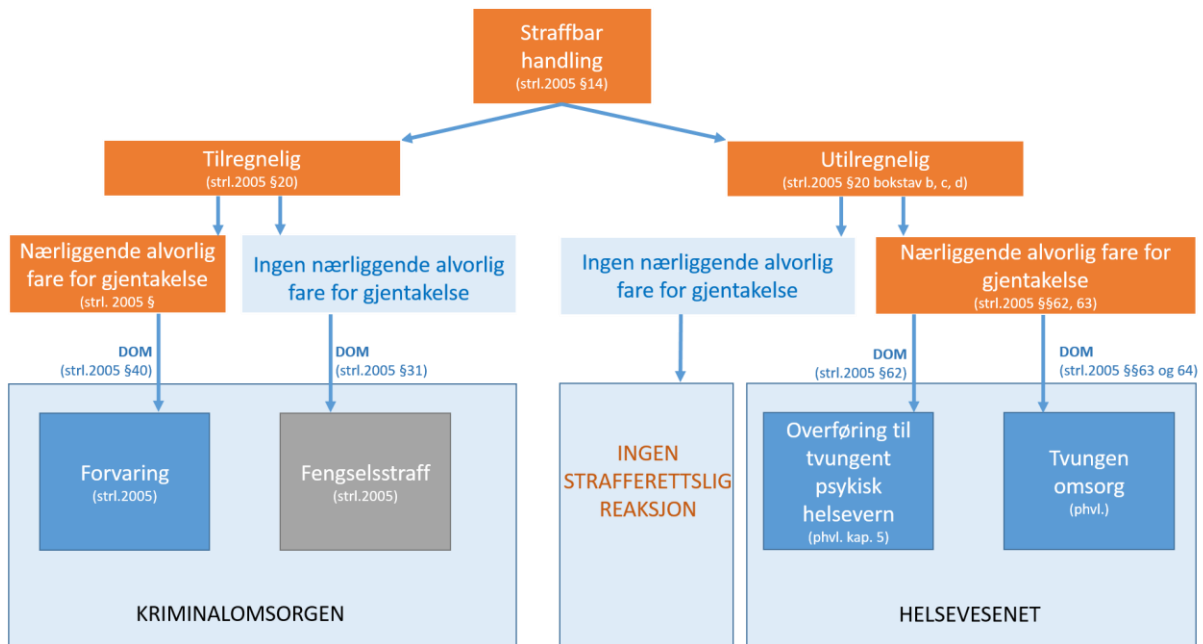 Straffbar
handling
(strl.2005 §14)
Tilregnelig
(strl.2005 §20)
Utilregnelig
(strl.2005 §20 bokstav b, c, d)
Nærliggende alvorlig
fare for gjentakelse
(strl. 2005 §
Ingen nærliggende alvorlig
fare for gjentakelse
Ingen nærliggende alvorlig
fare for gjentakelse
Nærliggende alvorlig fare for
gjentakelse
(strl.2005 §§62, 63)
DOM
(strl.2005 §40)
DOM
(strl.2005 §31)
DOM
(strl.2005 §62)
DOM
(strl.2005 §§63 og 64)
Forvaring
(strl.2005)
Fengselsstraff
(strl.2005)
INGEN
STRAFFERETTSLIG
REAKSJON
Overføring til
tvungent
psykisk
helsevern
(phvl. kap. 5)
Tvungen
omsorg
(phvl.)
KRIMINALOMSORGEN
HELSEVESENET